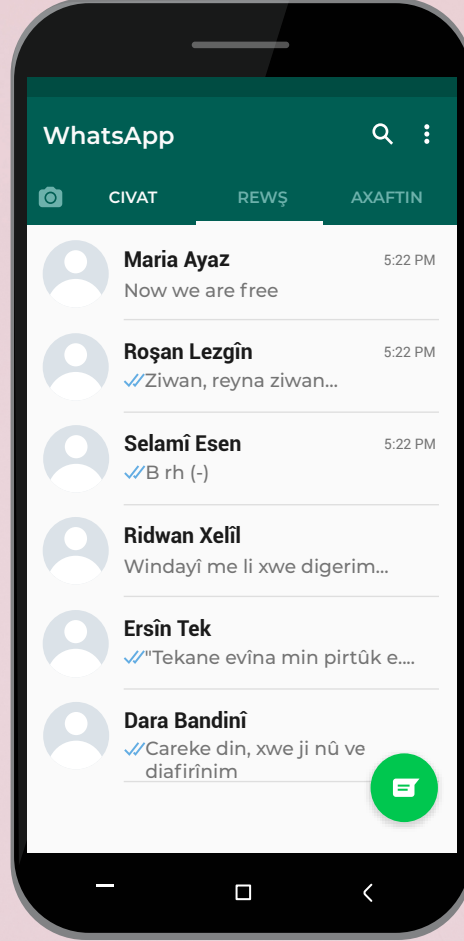 WhatsApp
CIVAT REWŞ AXAFTIN
Maria Ayaz 5:22 PM
Now we are free
Roşan Lezgîn 5:22 PM
Ziwan, reyna ziwan...
Selamî Esen 5:22 PM
B rh (-)
Ridwan Xelîl
Windayî me li xwe digerim...
Ersîn Tek
"Tekane evîna min pirtûk e....
Dara Bandinî
Careke din, xwe ji nû ve
diafirînim